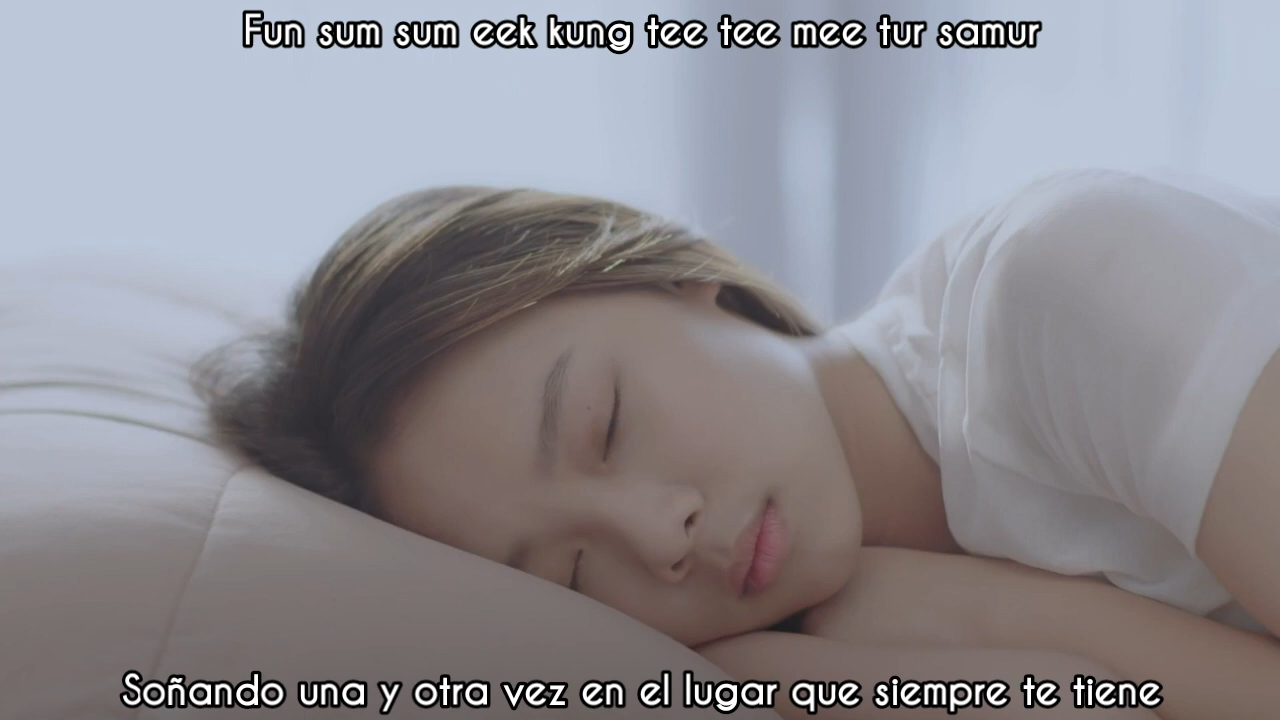 Fun sum sum eek kung tee tee mee tur samur
Soñando una y otra vez en el lugar que siempre te tiene